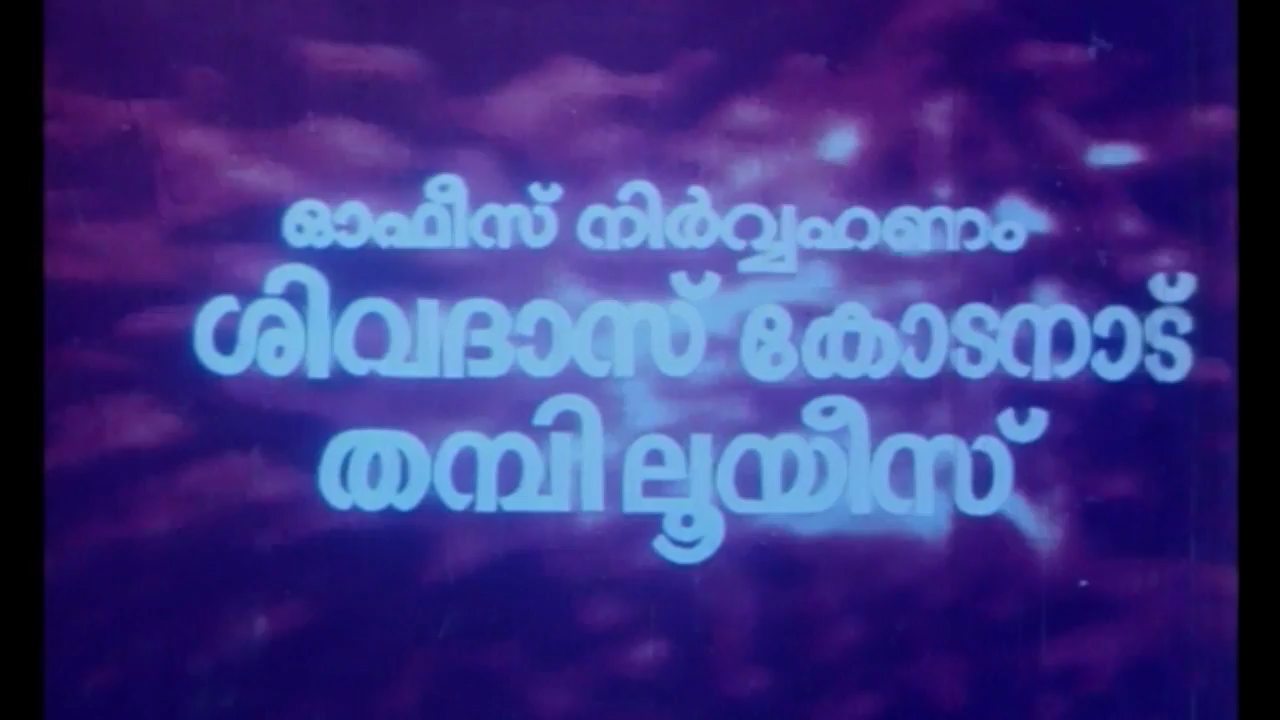 ഓഫീസ് നിർവ്വഹണം
ശിവദാസ് കോടനാട്
തമ്പി ലൂയീസ്